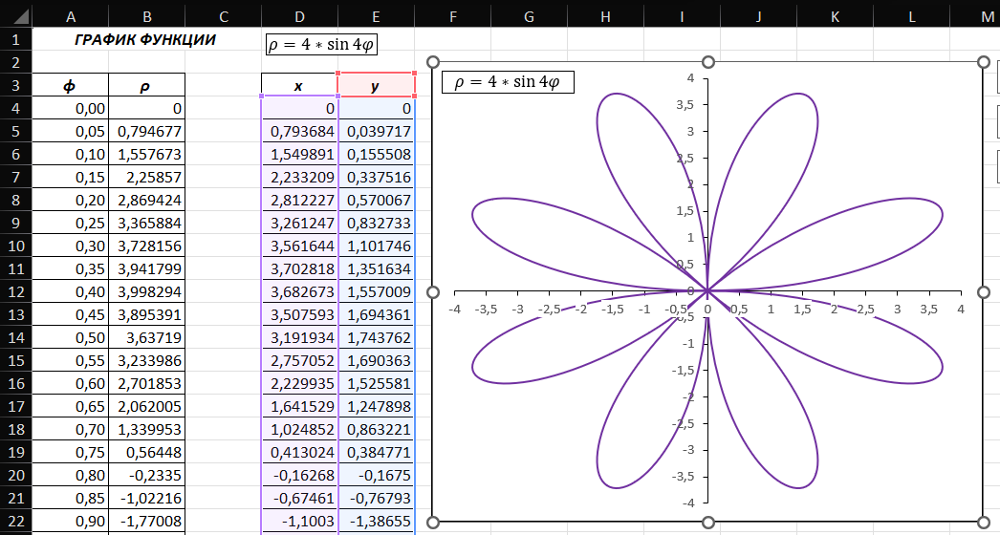 A B C D E F G H I J K L M
1 ГРАФИК ФУНКЦИИ ρ = 4 ∗ sin 4φ
2
3 ф ρ x y
4 0,00 0 0 0
5 0,05 0,794677 0,793684 0,039717
6 0,10 1,557673 1,549891 0,155508
7 0,15 2,25857 2,233209 0,337516
8 0,20 2,869424 2,812227 0,570067
9 0,25 3,365884 3,261247 0,832733
10 0,30 3,728156 3,561644 1,101746
11 0,35 3,941799 3,702818 1,351634
12 0,40 3,998294 3,682673 1,557009
13 0,45 3,895391 3,507593 1,694361
14 0,50 3,63719 3,191934 1,743762
15 0,55 3,233986 2,757052 1,690363
16 0,60 2,701853 2,229935 1,525581
17 0,65 2,062005 1,641529 1,247898
18 0,70 1,339953 1,024852 0,863221
19 0,75 0,56448 0,413024 0,384771
20 0,80 -0,2335 -0,16268 -0,1675
21 0,85 -1,02216 -0,67461 -0,76793
22 0,90 -1,77008 -1,1003 -1,38655
ρ = 4 ∗ sin 4φ
4
3,5
3
2,5
2
1,5
1
0,5
0
-4 -3,5 -3 -2,5 -2 -1,5 -1 -0,5 0 0,5 1 1,5 2 2,5 3 3,5 4
-0,5
-1
-1,5
-2
-2,5
-3
-3,5
-4